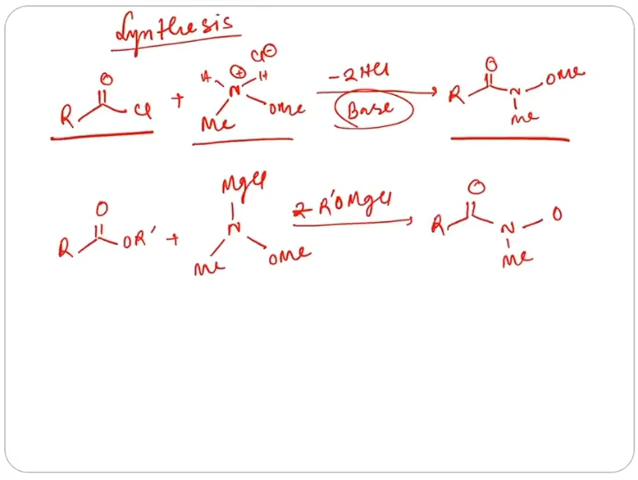 Synthesis
O Cl⊖ O
H ⊕ H -2HCl
R Cl + N OMe Base R N OMe
Me Me
MgCl
O 2 R'OMgCl O
R OR' + N R N O
Me OMe Me